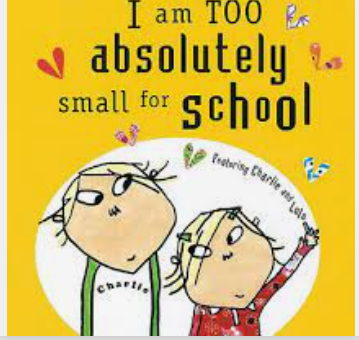 I am TOO
absolutely
small for school
Featuring Charlie and Lola
Charlie